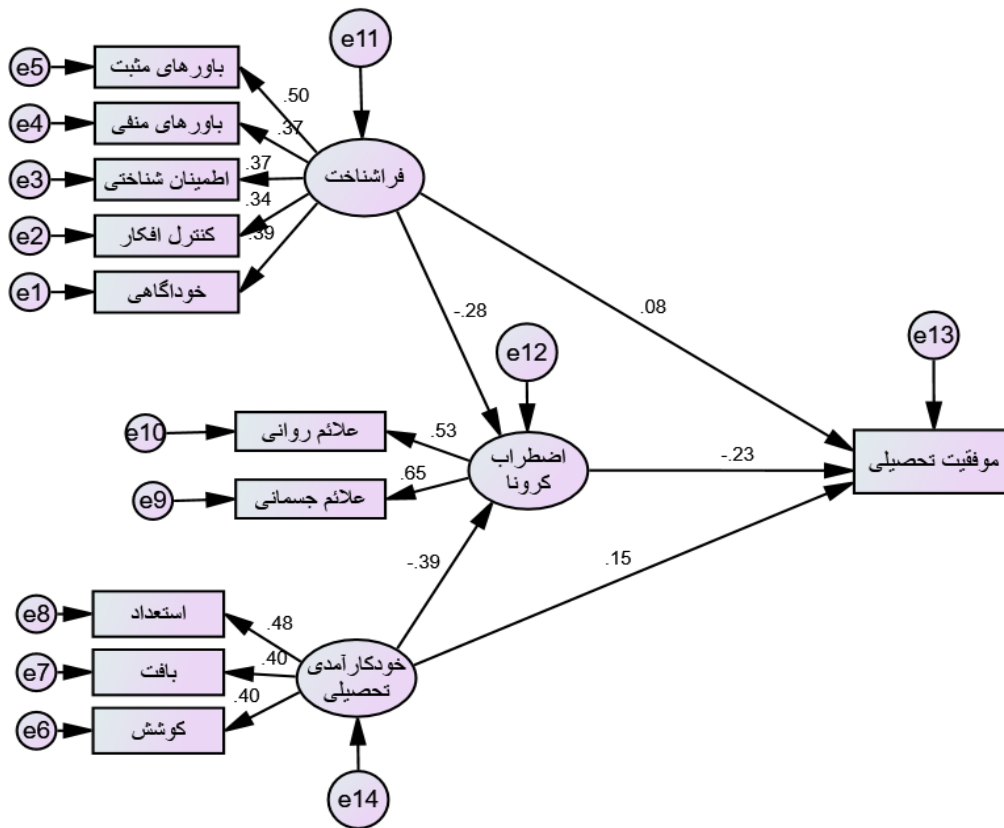 e11
e5
باورهای مثبت
.50
e4
باورهای منفی
.37
e3
اطمینان شناختی
.37
فراشناخت
e2
کنترل افکار
.34
e1
خوداگاهی
.39
-.28
.08
e12
e13
e10
علائم روانی
.53
اضطراب
کرونا
-.23
موفقیت تحصیلی
e9
علائم جسمانی
.65
-.39
.15
e8
استعداد
.48
e7
بافت
.40
خودکارآمدی
تحصیلی
e6
کوشش
.40
e14